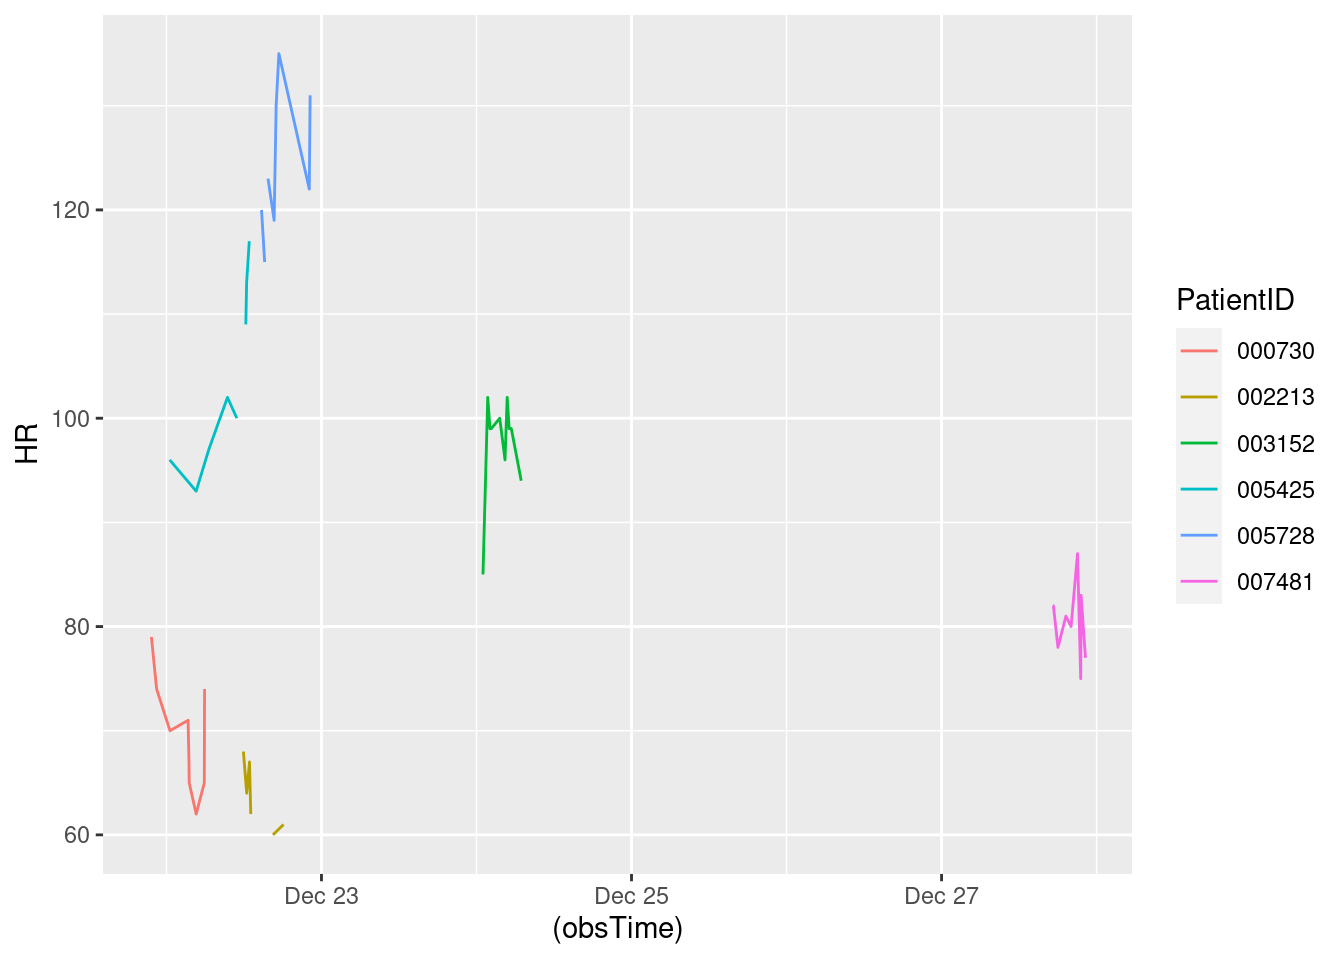 120
100
80
60
HR
Dec 23
Dec 25
Dec 27
(obsTime)
PatientID
000730
002213
003152
005425
005728
007481